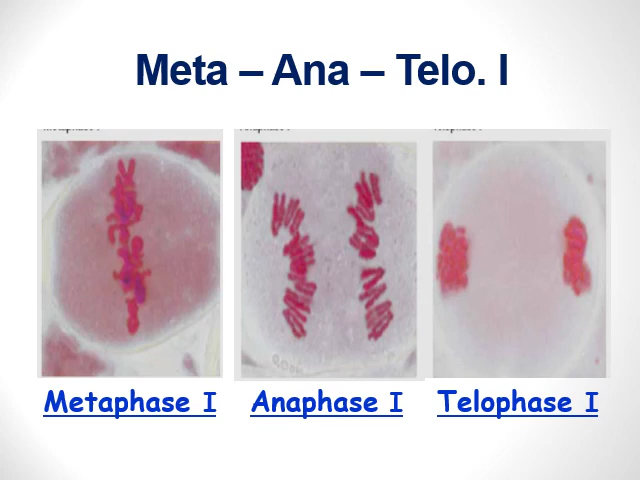 Meta – Ana – Telo. I
Metaphase I
Anaphase I
Telophase I